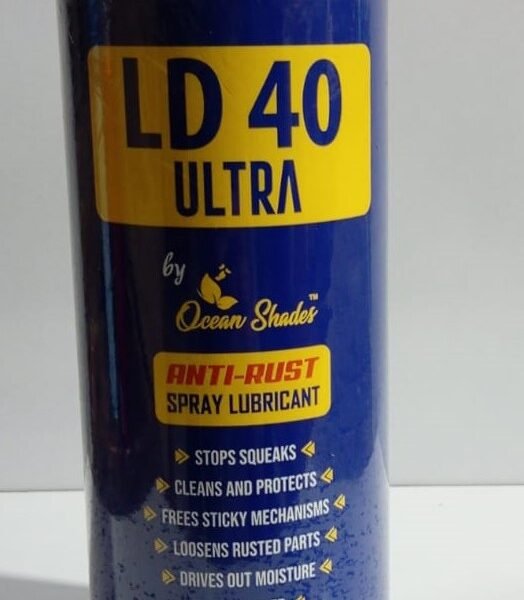 LD 40
ULTRA
by
Ocean Shades™
ANTI-RUST
SPRAY LUBRICANT
STOPS SQUEAKS
CLEANS AND PROTECTS
FREES STICKY MECHANISMS
LOOSENS RUSTED PARTS
DRIVES OUT MOISTURE